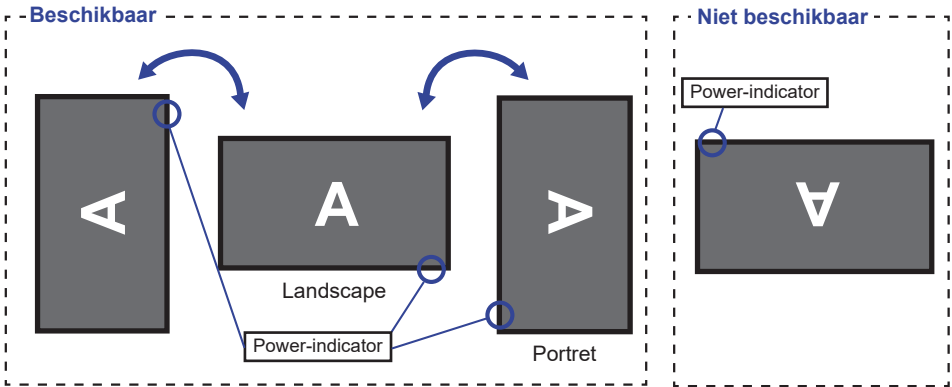 Beschikbaar
Niet beschikbaar
Power-indicator
A
A
A
A
Landscape
Power-indicator
Portret